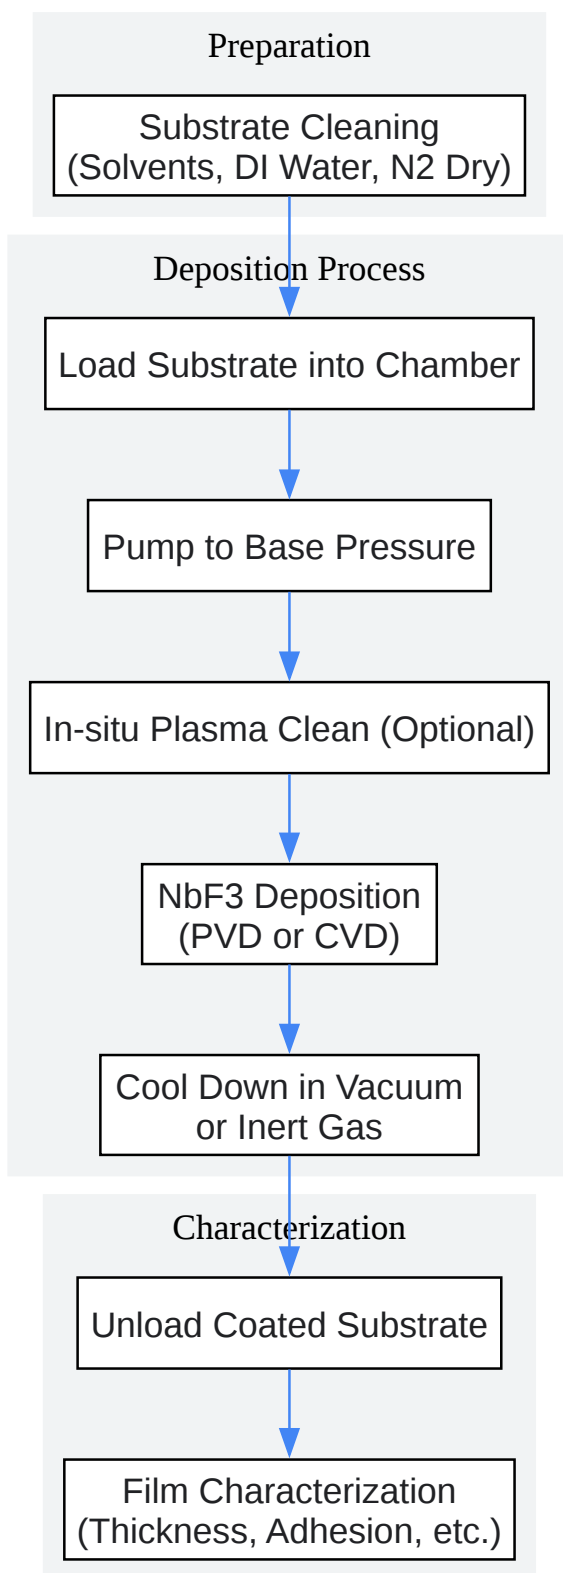 Preparation
Substrate Cleaning
(Solvents, DI Water, N2 Dry)
Deposition Process
Load Substrate into Chamber
Pump to Base Pressure
In-situ Plasma Clean (Optional)
NbF3 Deposition
(PVD or CVD)
Cool Down in Vacuum
or Inert Gas
Characterization
Unload Coated Substrate
Film Characterization
(Thickness, Adhesion, etc.)